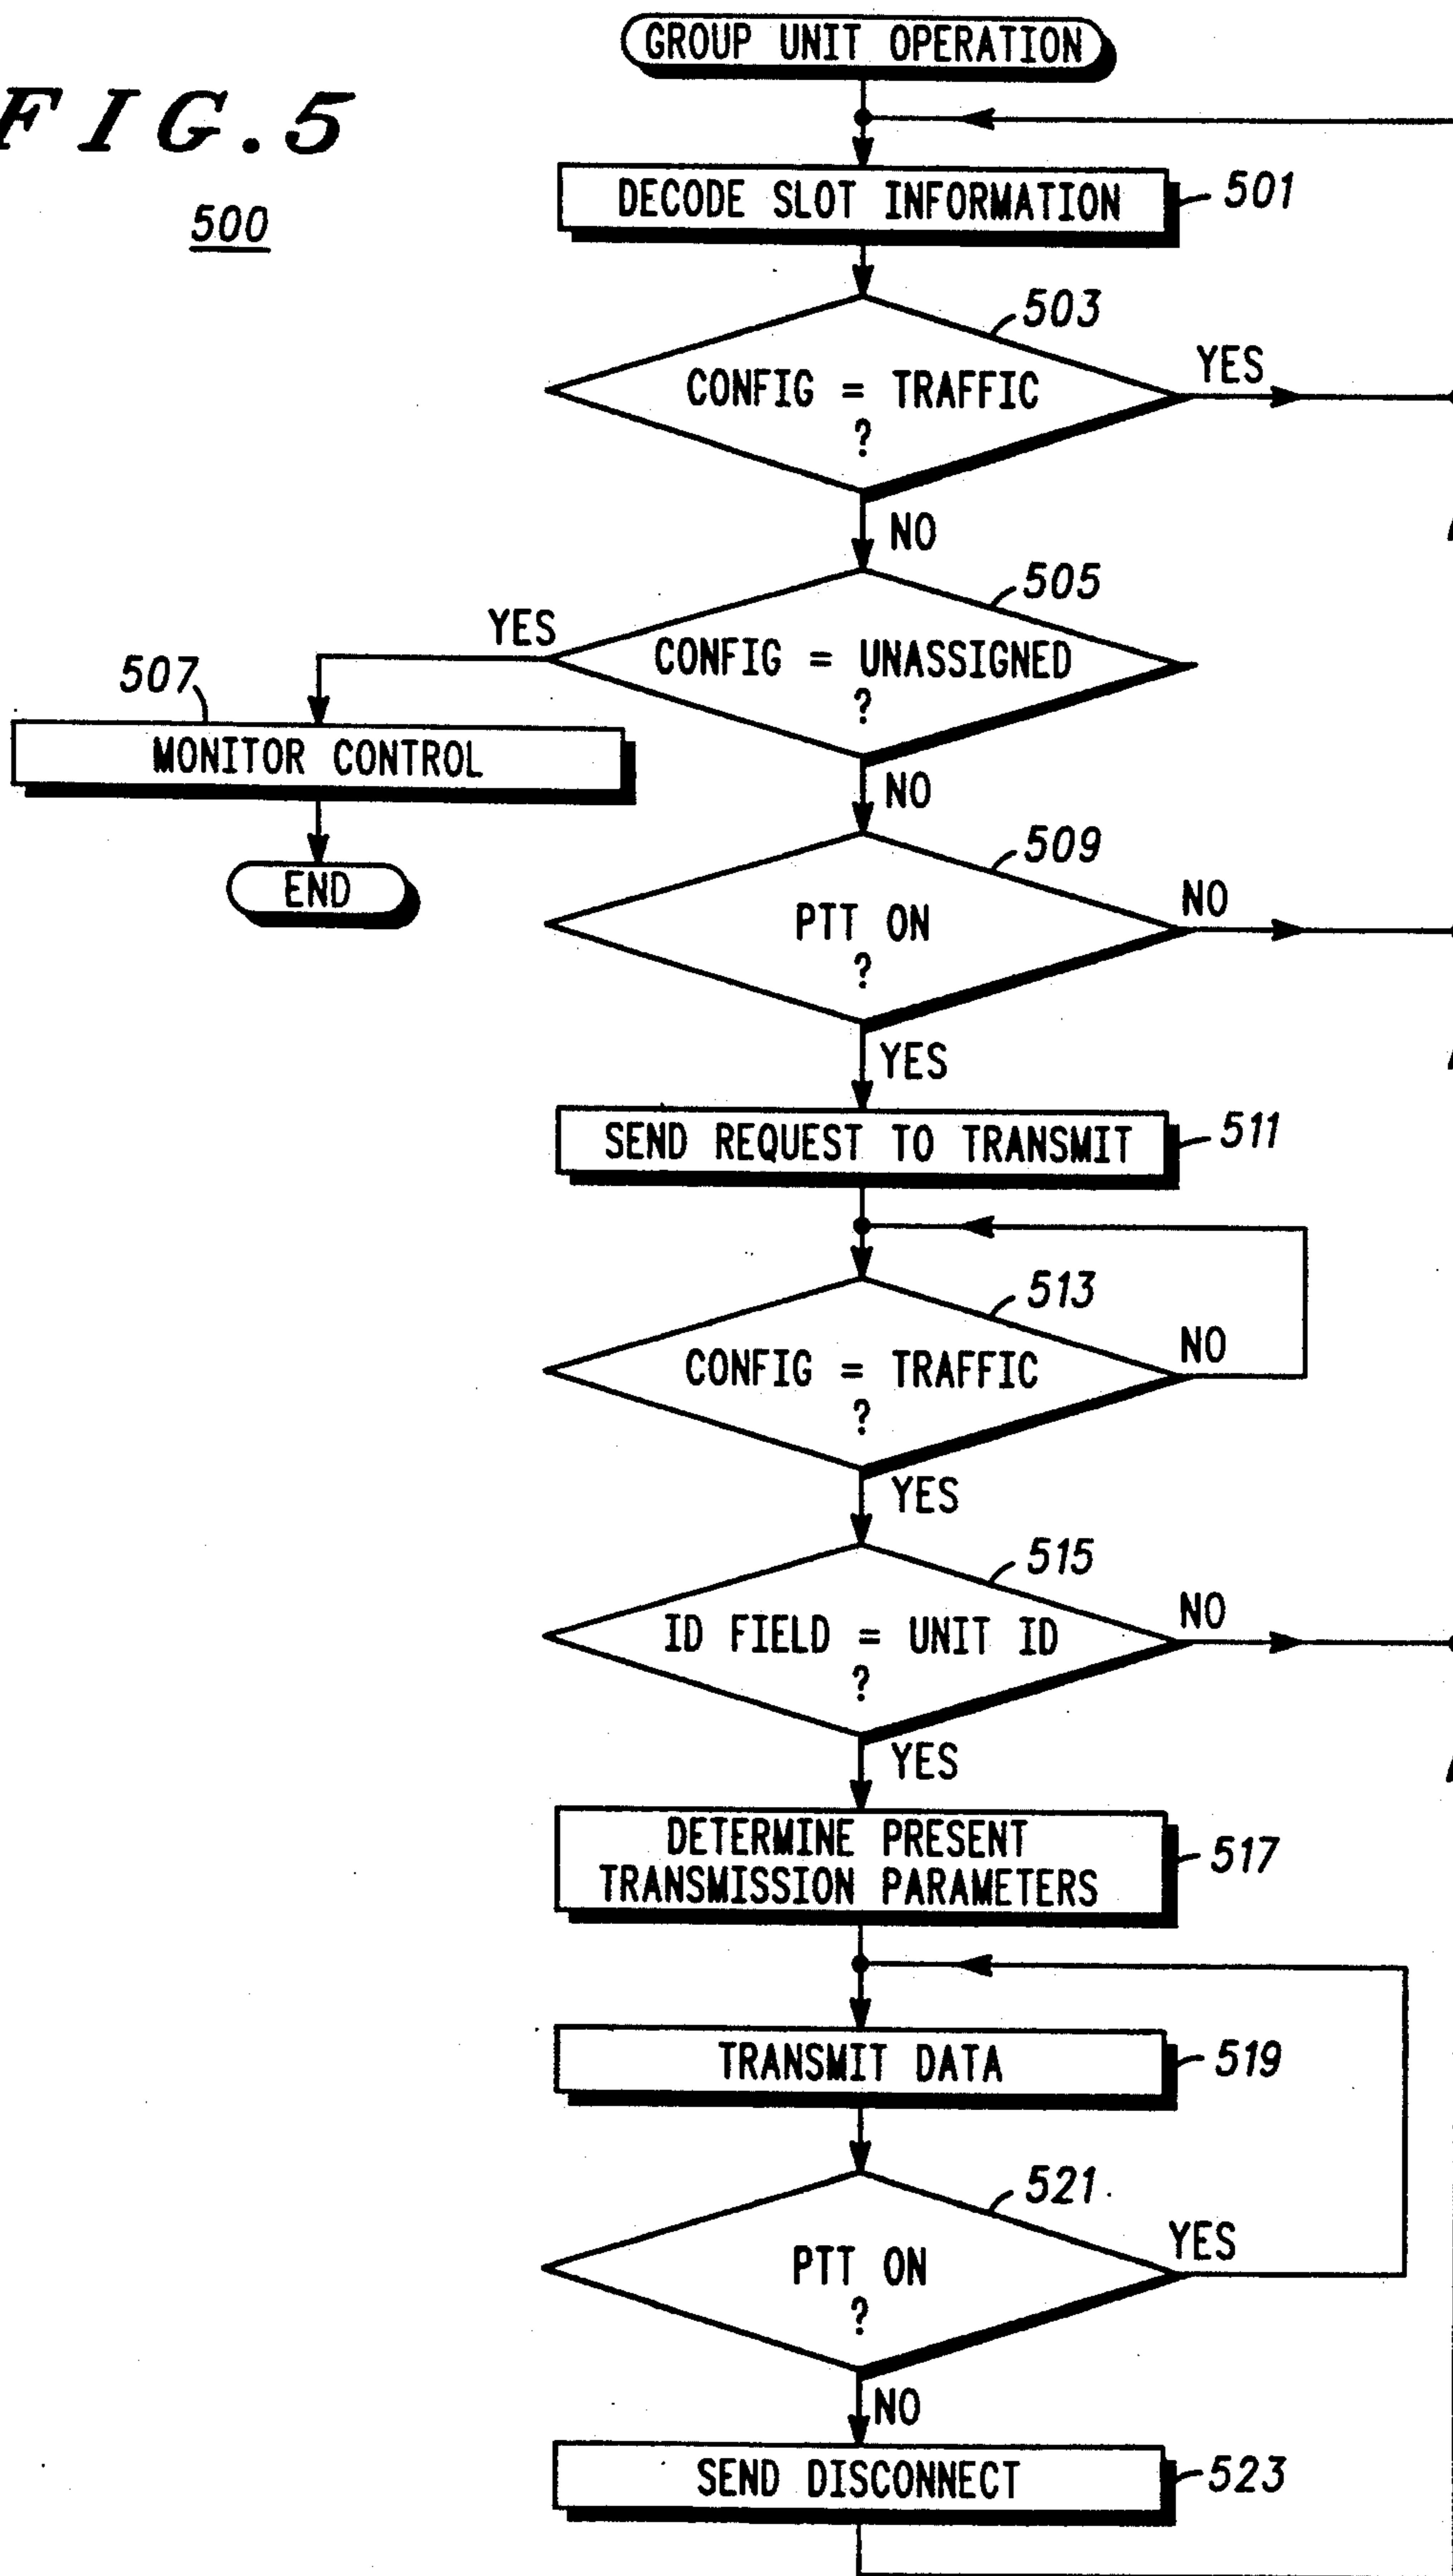 GROUP UNIT OPERATION
FIG.5
500
DECODE SLOT INFORMATION
501
503
CONFIG = TRAFFIC
?
YES
NO
505
YES
CONFIG = UNASSIGNED
?
507
MONITOR CONTROL
NO
END
509
PTT ON
?
NO
YES
SEND REQUEST TO TRANSMIT
511
513
CONFIG = TRAFFIC
?
NO
YES
515
ID FIELD = UNIT ID
?
NO
YES
DETERMINE PRESENT
TRANSMISSION PARAMETERS
517
TRANSMIT DATA
519
521
PTT ON
?
YES
NO
SEND DISCONNECT
523